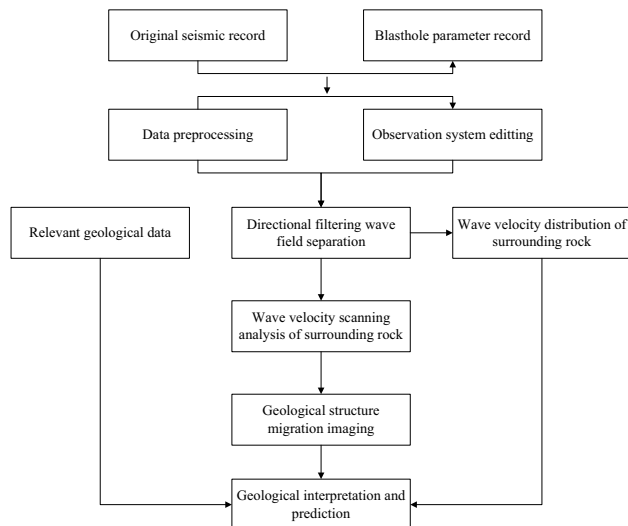 Original seismic record
Blasthole parameter record
Data preprocessing
Observation system editting
Relevant geological data
Directional filtering wave
field separation
Wave velocity distribution of
surrounding rock
Wave velocity scanning
analysis of surrounding rock
Geological structure
migration imaging
Geological interpretation and
prediction